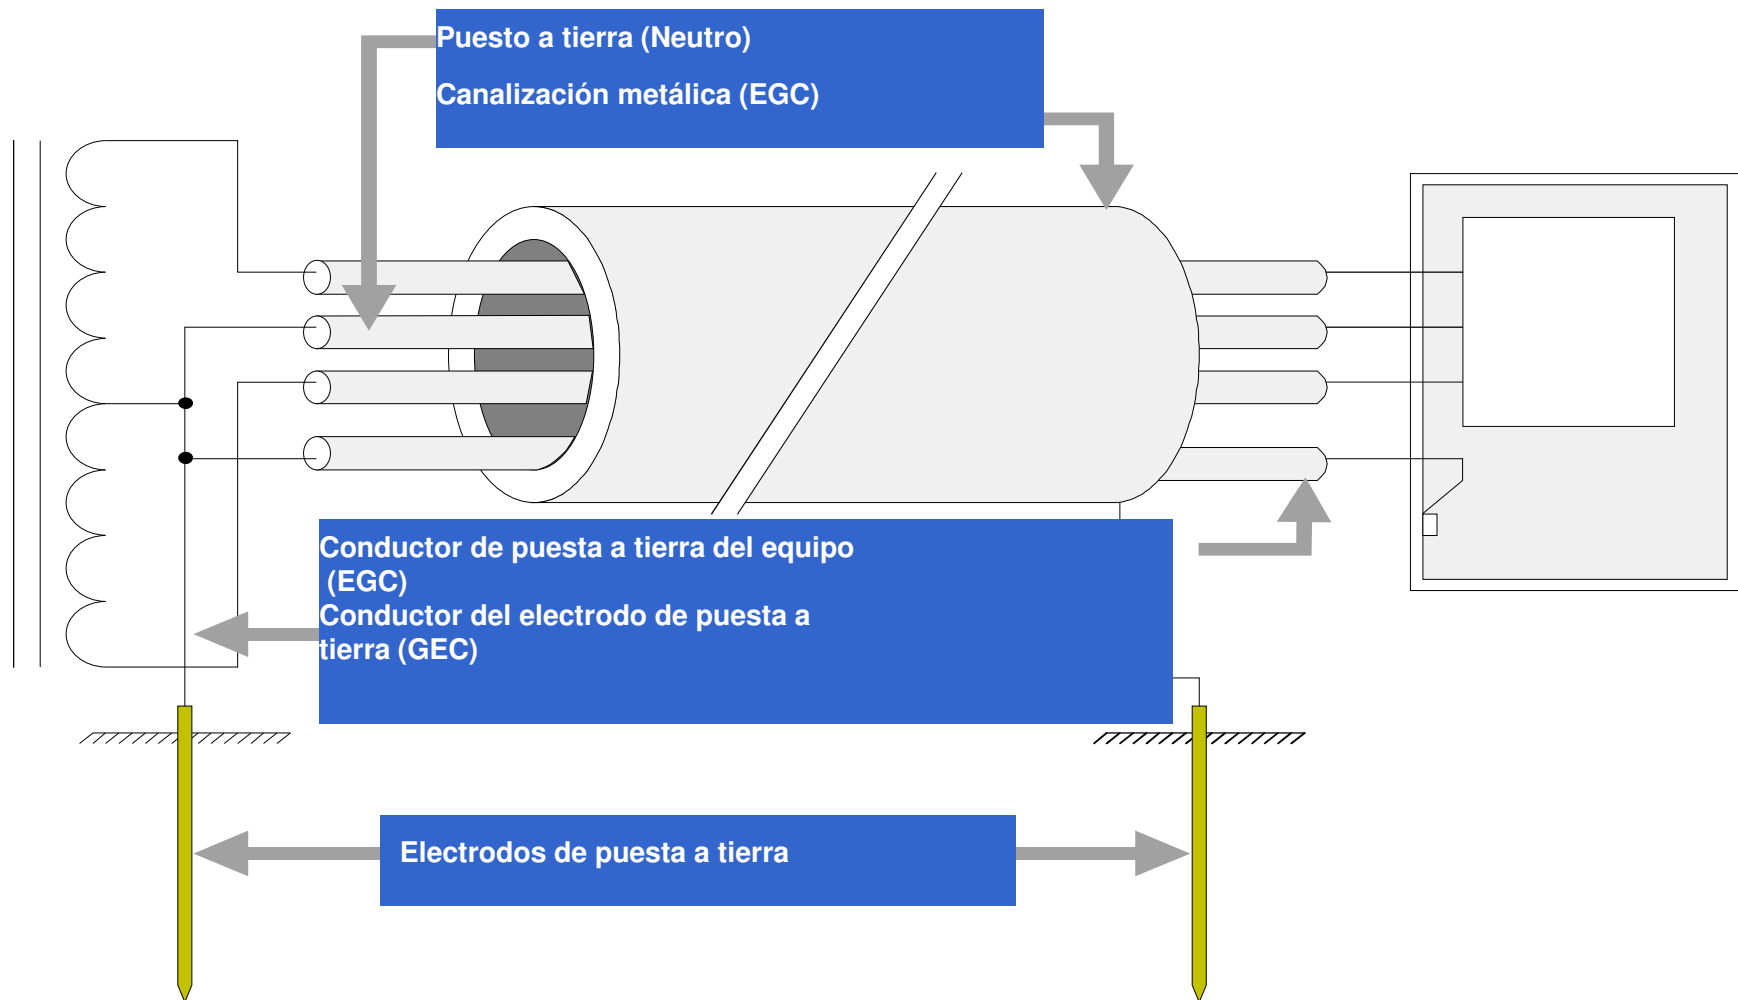 Puesto a tierra (Neutro)
Canalización metálica (EGC)
Conductor de puesta a tierra del equipo
(EGC)
Conductor del electrodo de puesta a
tierra (GEC)
Electrodos de puesta a tierra